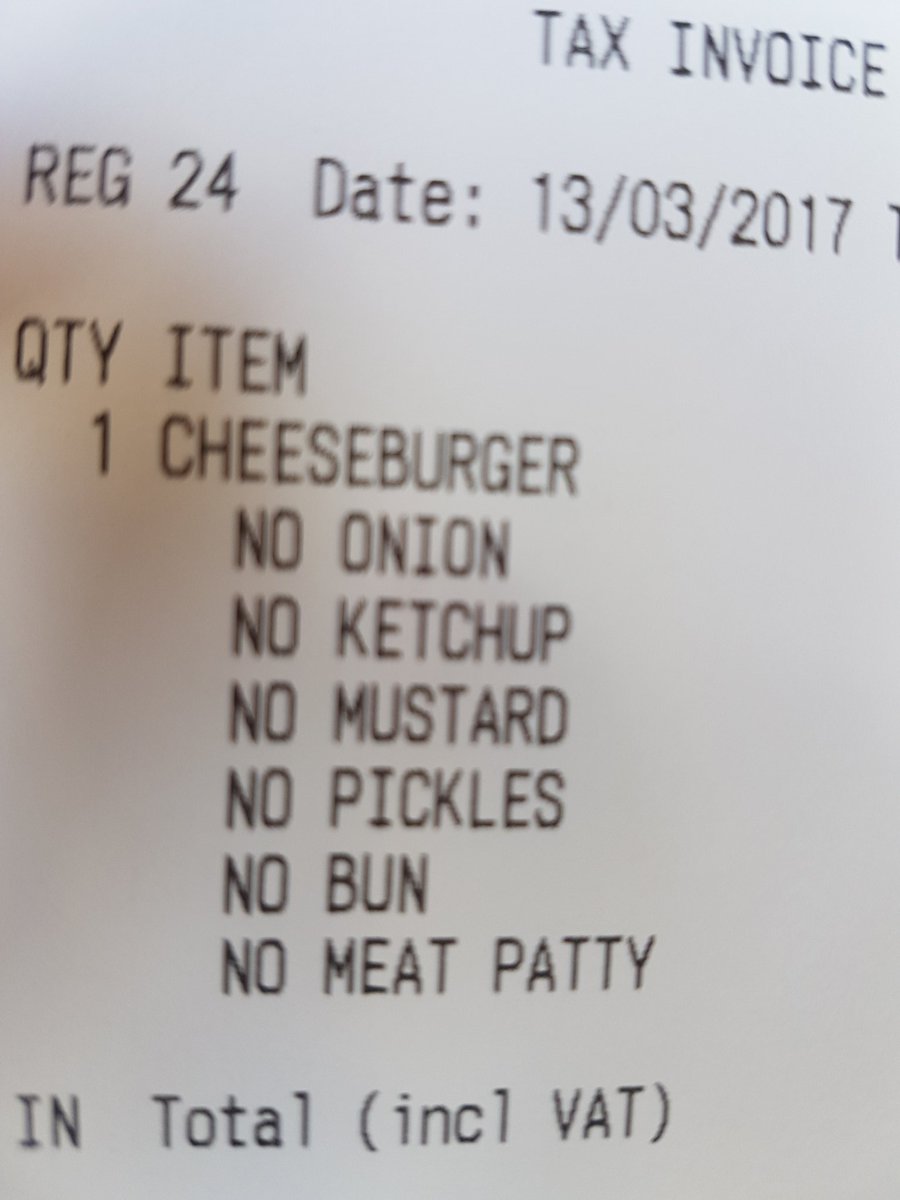 TAX INVOICE
REG 24 Date: 13/03/2017
QTY ITEM
1 CHEESEBURGER
NO ONION
NO KETCHUP
NO MUSTARD
NO PICKLES
NO BUN
NO MEAT PATTY
IN Total (incl VAT)